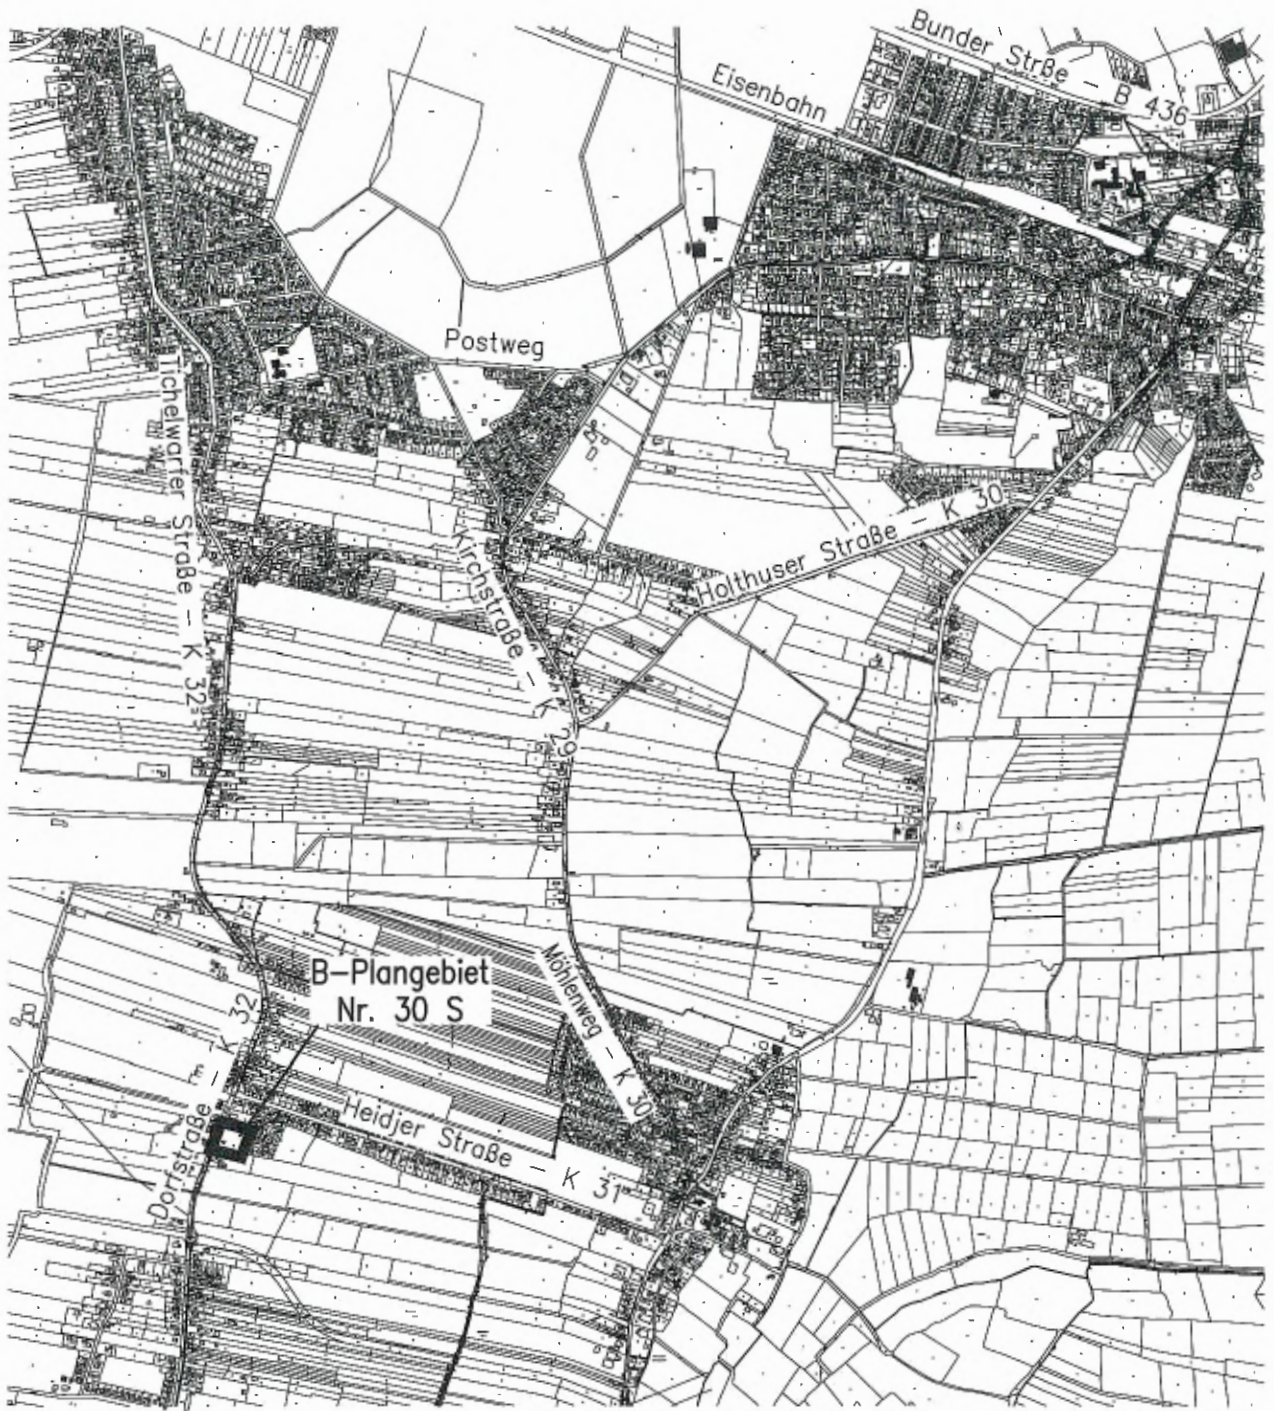 Bunder Strße - B 436
Eisenbahn
Postweg
Tichelwarfer Straße - K 32
Kirchstraße - K 29
Holthuser Straße - K 30
B-Plangebiet
Nr. 30 S
Möhlenweg - K 30
Dorfstraße - K 32
Heidjer Straße - K 31